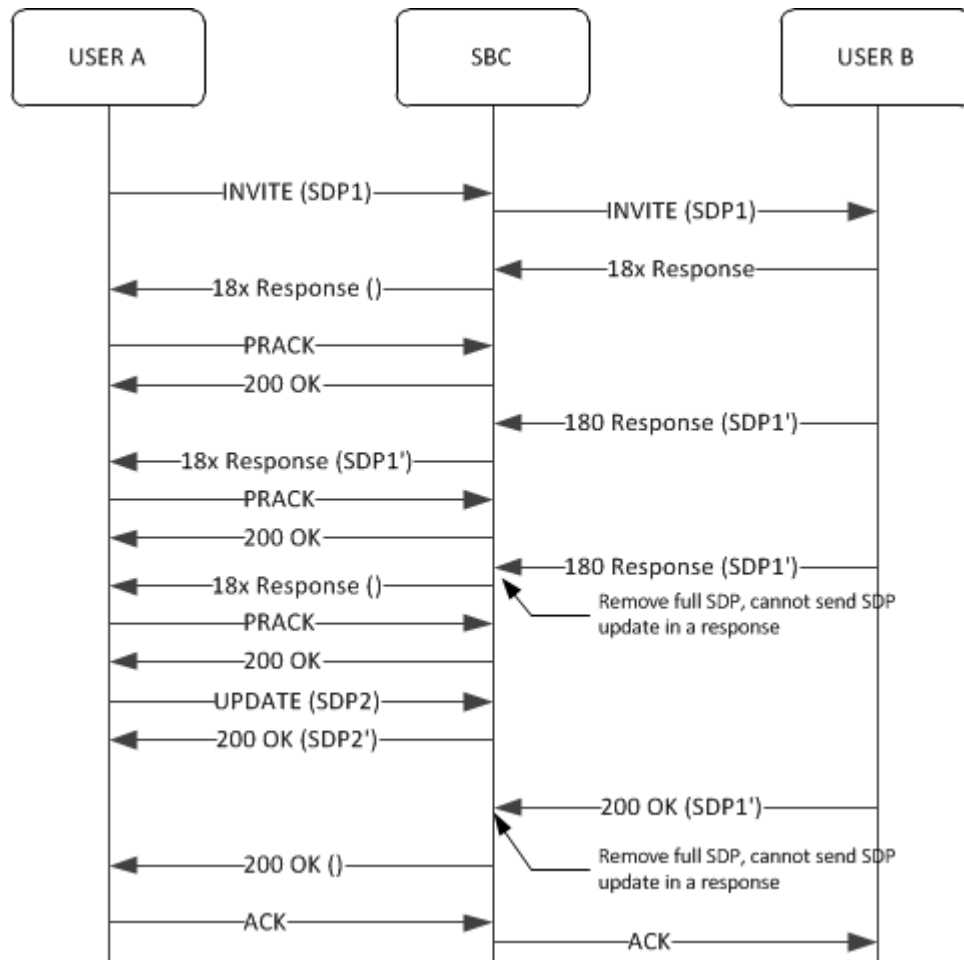 USER A
SBC
USER B
INVITE (SDP1)
INVITE (SDP1)
18x Response
18x Response ()
PRACK
200 OK
180 Response (SDP1')
18x Response (SDP1')
PRACK
200 OK
180 Response (SDP1')
18x Response ()
Remove full SDP, cannot send SDP
update in a response
PRACK
200 OK
UPDATE (SDP2)
200 OK (SDP2')
200 OK (SDP1')
Remove full SDP, cannot send SDP
update in a response
200 OK ()
ACK
ACK